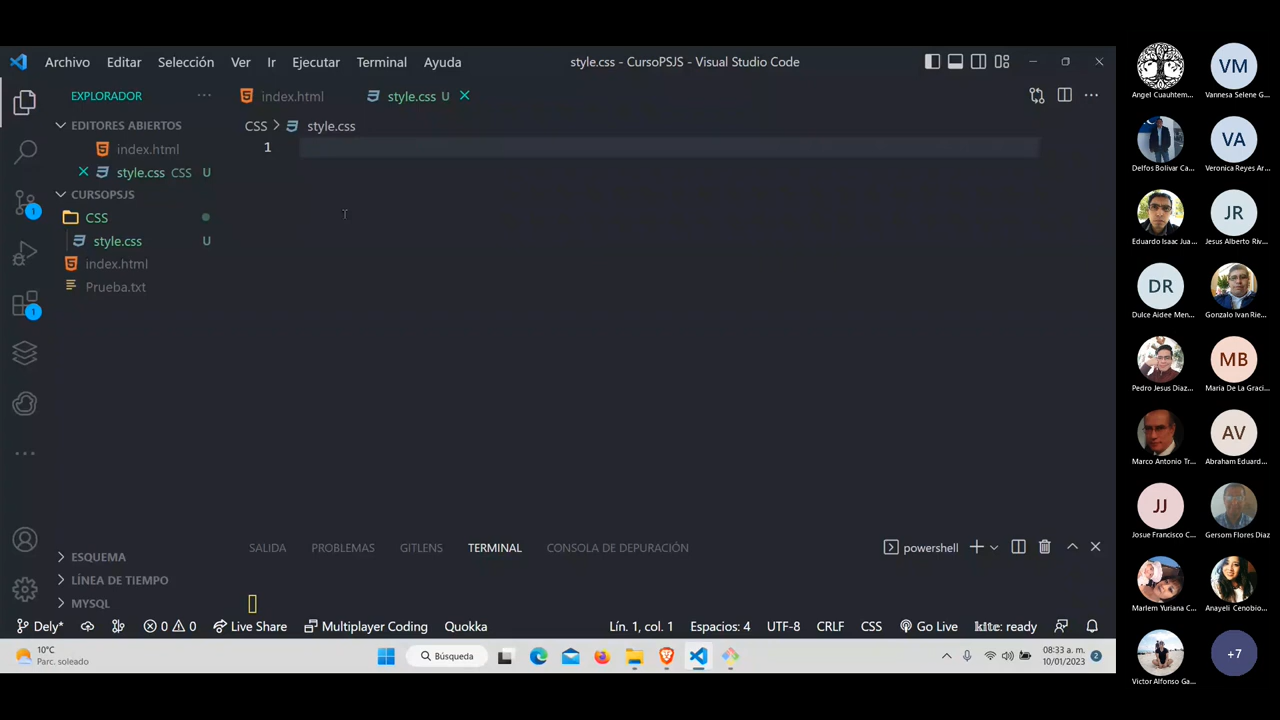 Archivo Editar Selección Ver Ir Ejecutar Terminal Ayuda
style.css - CursoPSJS - Visual Studio Code
EXPLORADOR
index.html
style.css U
EDITORES ABIERTOS
index.html
style.css CSS U
CURSOPSJS
CSS
style.css U
index.html
Prueba.txt
CSS > style.css
1
1
1
ESQUEMA
LÍNEA DE TIEMPO
MYSQL
SALIDA PROBLEMAS GITLENS TERMINAL CONSOLA DE DEPURACIÓN
powershell
Dely* 0 0 Live Share Multiplayer Coding Quokka
Lín. 1, col. 1 Espacios: 4 UTF-8 CRLF CSS Go Live kite: ready
10°C
Parc. soleado
Búsqueda
08:33 a. m.
10/01/2023
2
Angel Cuauhtem...
VM
Vannesa Selene G...
Delfos Bolivar Ca...
VA
Veronica Reyes Ar...
Eduardo Isaac Jua...
JR
Jesus Alberto Riv...
DR
Dulce Aidee Men...
Gonzalo Ivan Rie...
Pedro Jesus Diaz...
MB
Maria De La Graci...
Marco Antonio Tr...
AV
Abraham Eduard...
JJ
Josue Francisco C...
Gersom Flores Diaz
Marlem Yuriana C...
Anayeli Cenobio...
Victor Alfonso Ga...
+7